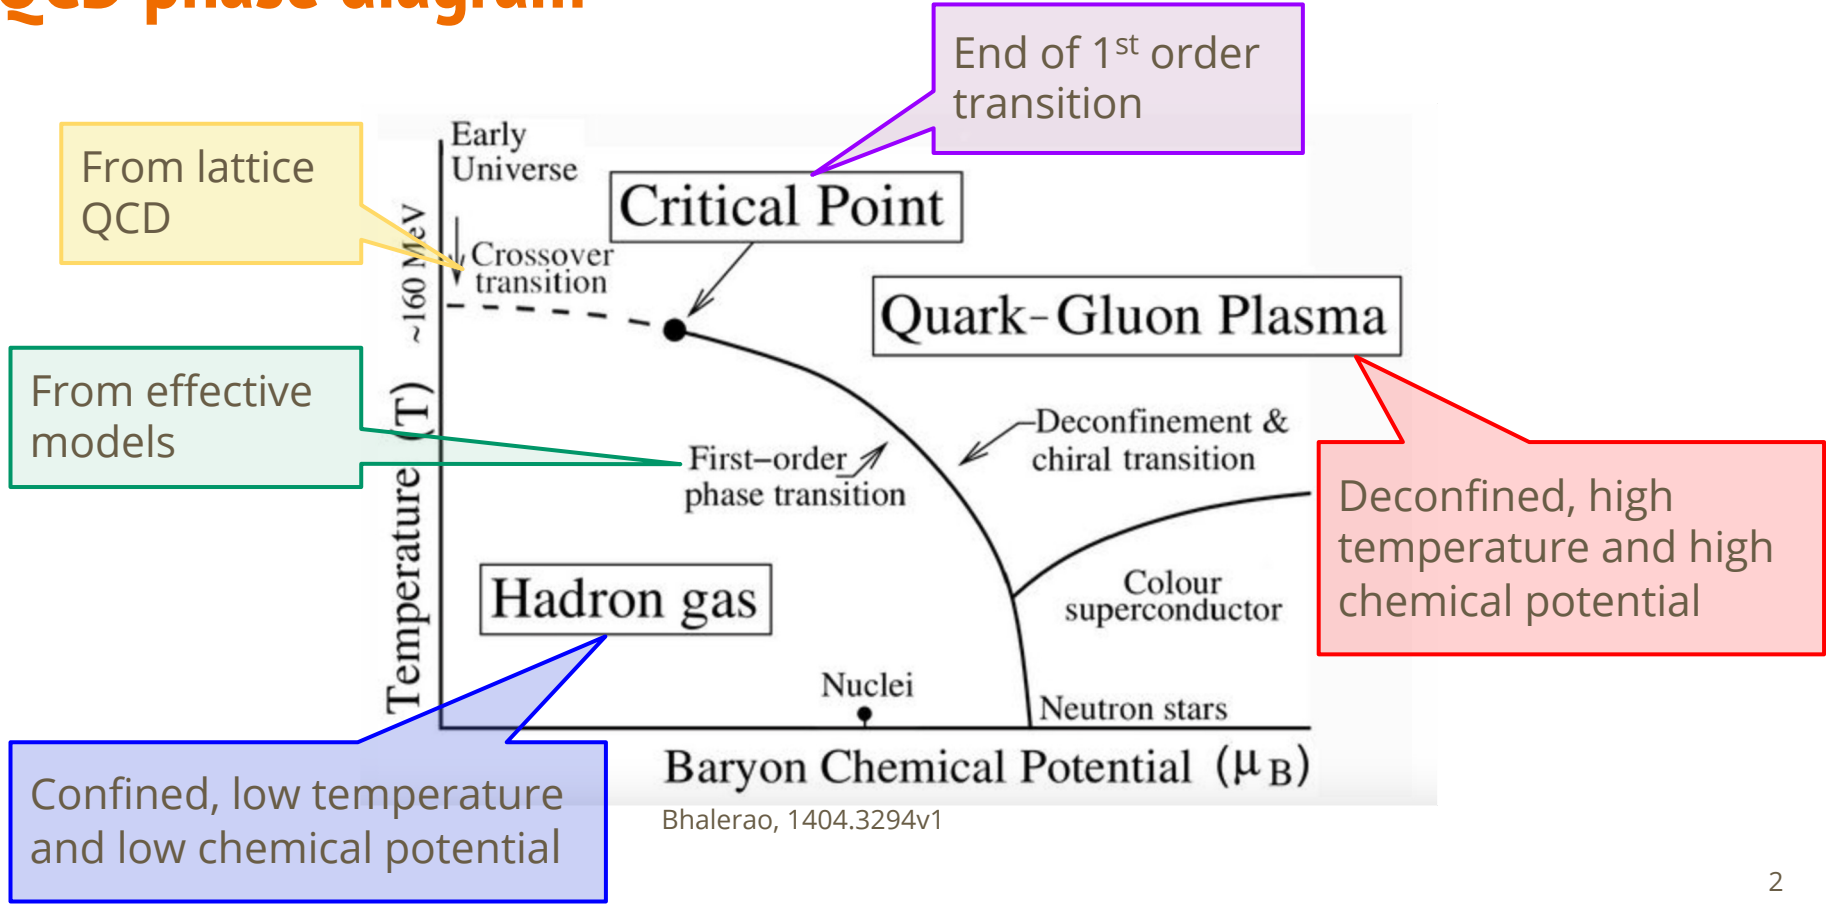 QCD phase diagram
End of 1st order
transition
From lattice
QCD
Early
Universe
Critical Point
~160 MeV
Crossover
transition
Quark-Gluon Plasma
From effective
models
Temperature (T)
First-order
phase transition
Deconfinement &
chiral transition
Deconfined, high
temperature and high
chemical potential
Hadron gas
Colour
superconductor
Nuclei
Neutron stars
Baryon Chemical Potential (μB)
Confined, low temperature
and low chemical potential
Bhalerao, 1404.3294v1
2